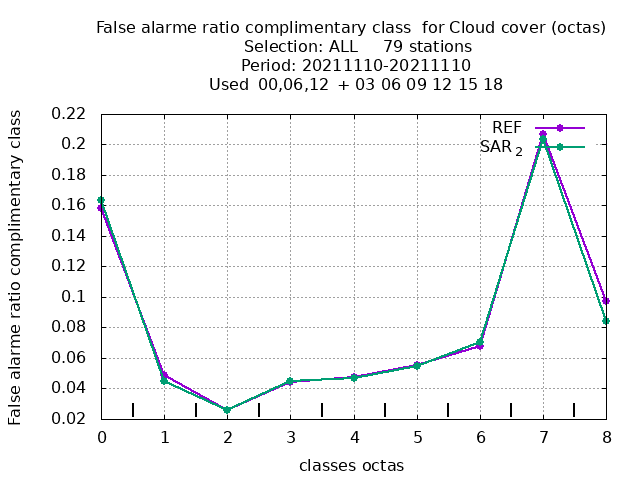 False alarme ratio complimentary class  for Cloud cover (octas)
Selection: ALL     79 stations
Period: 20211110-20211110
Used  00,06,12  + 03 06 09 12 15 18
False alarme ratio complimentary class
0.22
0.2
0.18
0.16
0.14
0.12
0.1
0.08
0.06
0.04
0.02
REF
SAR 2
0 1 2 3 4 5 6 7 8
classes octas